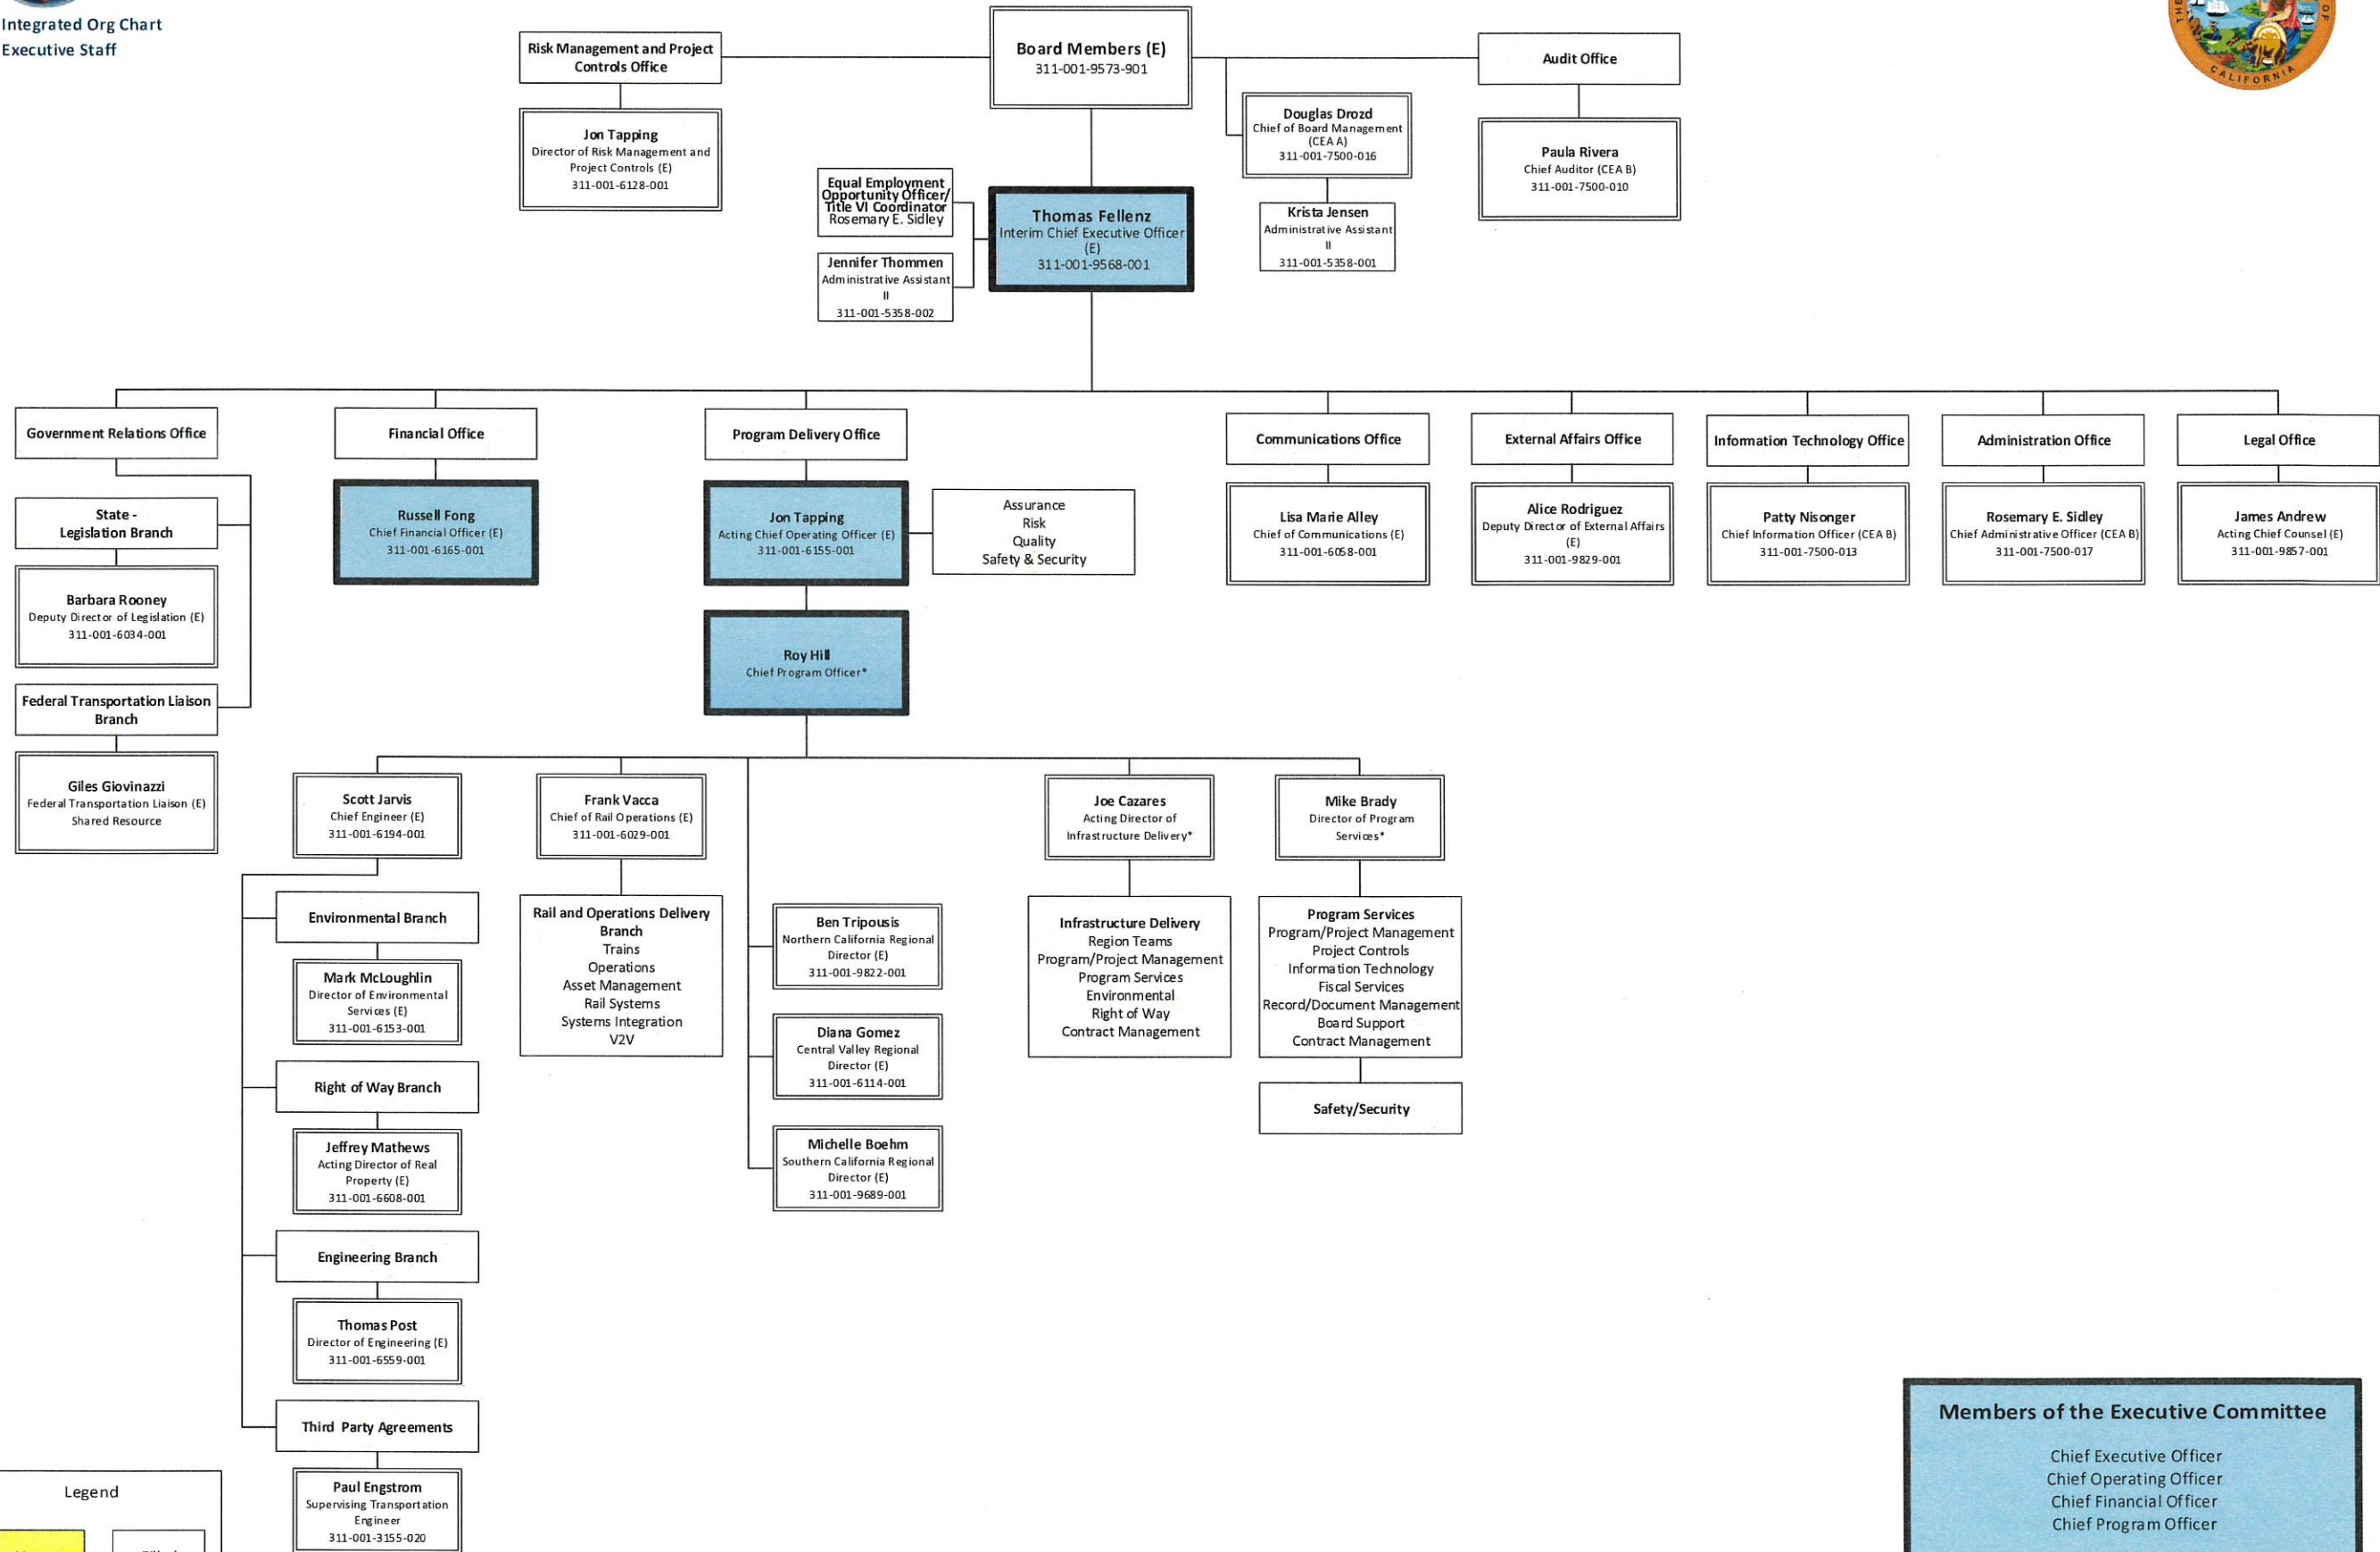 Integrated Org Chart
Executive Staff
THE
OF
CALIFORNIA
Risk Management and Project
Controls Office
Board Members (E)
311-001-9573-901
Audit Office
Jon Tapping
Director of Risk Management and
Project Controls (E)
311-001-6128-001
Douglas Drozd
Chief of Board Management
(CEA A)
311-001-7500-016
Paula Rivera
Chief Auditor (CEA B)
311-001-7500-010
Equal Employment
Opportunity Officer/
Title VI Coordinator
Rosemary E. Sidley
Thomas Fellenz
Interim Chief Executive Officer
(E)
311-001-9568-001
Krista Jensen
Administrative Assistant
II
311-001-5358-001
Jennifer Thommen
Administrative Assistant
II
311-001-5358-002
Government Relations Office
Financial Office
Program Delivery Office
Communications Office
External Affairs Office
Information Technology Office
Administration Office
Legal Office
State -
Legislation Branch
Russell Fong
Chief Financial Officer (E)
311-001-6165-001
Jon Tapping
Acting Chief Operating Officer (E)
311-001-6155-001
Assurance
Risk
Quality
Safety & Security
Lisa Marie Alley
Chief of Communications (E)
311-001-6058-001
Alice Rodriguez
Deputy Director of External Affairs
(E)
311-001-9829-001
Patty Nisonger
Chief Information Officer (CEA B)
311-001-7500-013
Rosemary E. Sidley
Chief Administrative Officer (CEA B)
311-001-7500-017
James Andrew
Acting Chief Counsel (E)
311-001-9857-001
Barbara Rooney
Deputy Director of Legislation (E)
311-001-6034-001
Roy Hill
Chief Program Officer*
Federal Transportation Liaison
Branch
Giles Giovinazzi
Federal Transportation Liaison (E)
Shared Resource
Scott Jarvis
Chief Engineer (E)
311-001-6194-001
Frank Vacca
Chief of Rail Operations (E)
311-001-6029-001
Joe Cazares
Acting Director of
Infrastructure Delivery*
Mike Brady
Director of Program
Services*
Environmental Branch
Mark McLoughlin
Director of Environmental
Services (E)
311-001-6153-001
Right of Way Branch
Jeffrey Mathews
Acting Director of Real
Property (E)
311-001-6608-001
Engineering Branch
Thomas Post
Director of Engineering (E)
311-001-6559-001
Third Party Agreements
Paul Engstrom
Supervising Transportation
Engineer
311-001-3155-020
Rail and Operations Delivery
Branch
Trains
Operations
Asset Management
Rail Systems
Systems Integration
V2V
Ben Tripousis
Northern California Regional
Director (E)
311-001-9822-001
Diana Gomez
Central Valley Regional
Director (E)
311-001-6114-001
Michelle Boehm
Southern California Regional
Director (E)
311-001-9689-001
Infrastructure Delivery
Region Teams
Program/Project Management
Program Services
Environmental
Right of Way
Contract Management
Program Services
Program/Project Management
Project Controls
Information Technology
Fiscal Services
Record/Document Management
Board Support
Contract Management
Safety/Security
Legend
Members of the Executive Committee
Chief Executive Officer
Chief Operating Officer
Chief Financial Officer
Chief Program Officer